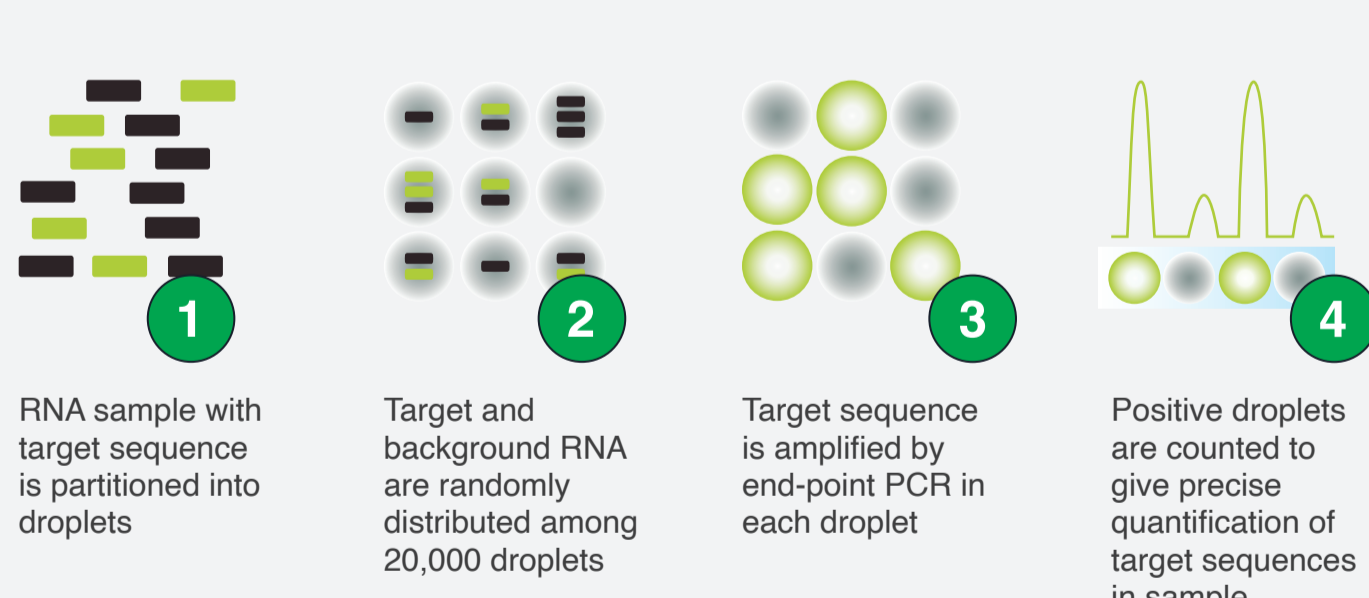 1
RNA sample with
target sequence
is partitioned into
droplets
2
Target and
background RNA
are randomly
distributed among
20,000 droplets
3
Target sequence
is amplified by
end-point PCR in
each droplet
4
Positive droplets
are counted to
give precise
quantification of
target sequences
in sample